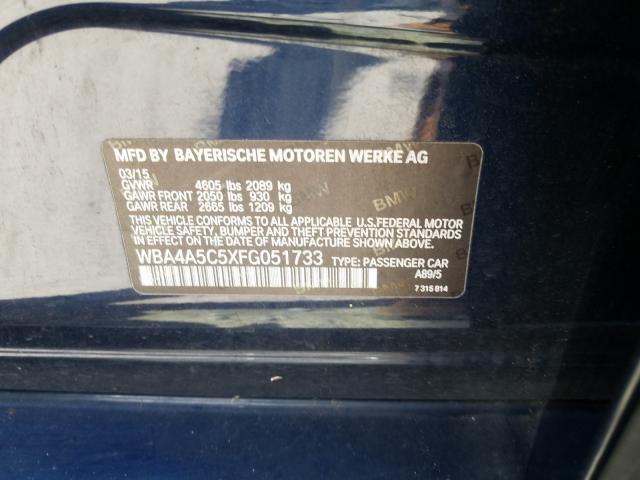 MFD BY BAYERISCHE MOTOREN WERKE AG
03/15
GVWR 4605 lbs 2089 kg
GAWR FRONT 2050 lbs 930 kg
GAWR REAR 2665 lbs 1209 kg
THIS VEHICLE CONFORMS TO ALL APPLICABLE U.S.FEDERAL MOTOR
VEHICLE SAFETY, BUMPER AND THEFT PREVENTION STANDARDS
IN EFFECT ON THE DATE OF MANUFACTURE SHOWN ABOVE.
WBA4A5C5XFG051733 TYPE: PASSENGER CAR
A89/5
7 315 814